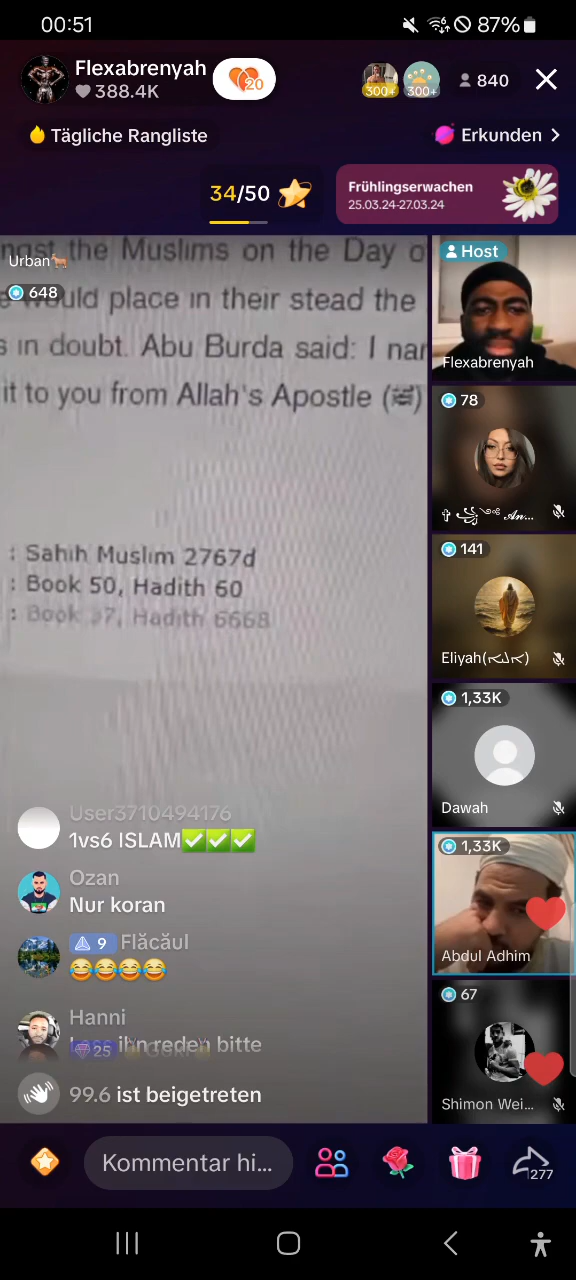 00:51
87%
Flexabrenyah
388.4K
20
300+
300+
840
Tägliche Rangliste
Erkunden
34/50
Frühlingserwachen
25.03.24-27.03.24
ngst the Muslims on the Day o
Urban
would place in their stead the
648
s in doubt. Abu Burda said: I nar
it to you from Allah's Apostle (ﷺ)
: Sahih Muslim 2767d
: Book 50, Hadith 60
: Book 37, Hadith 6668
Host
Flexabrenyah
78
141
Eliyah
1,33K
Dawah
1,33K
Abdul Adhim
67
Shimon Wei...
User3710494176
1vs6 ISLAM✅✅✅
Ozan
Nur koran
9 Flăcăul
😂😂😂😂
Hanni
ihn reden bitte
25
99.6 ist beigetreten
Kommentar hi...
277